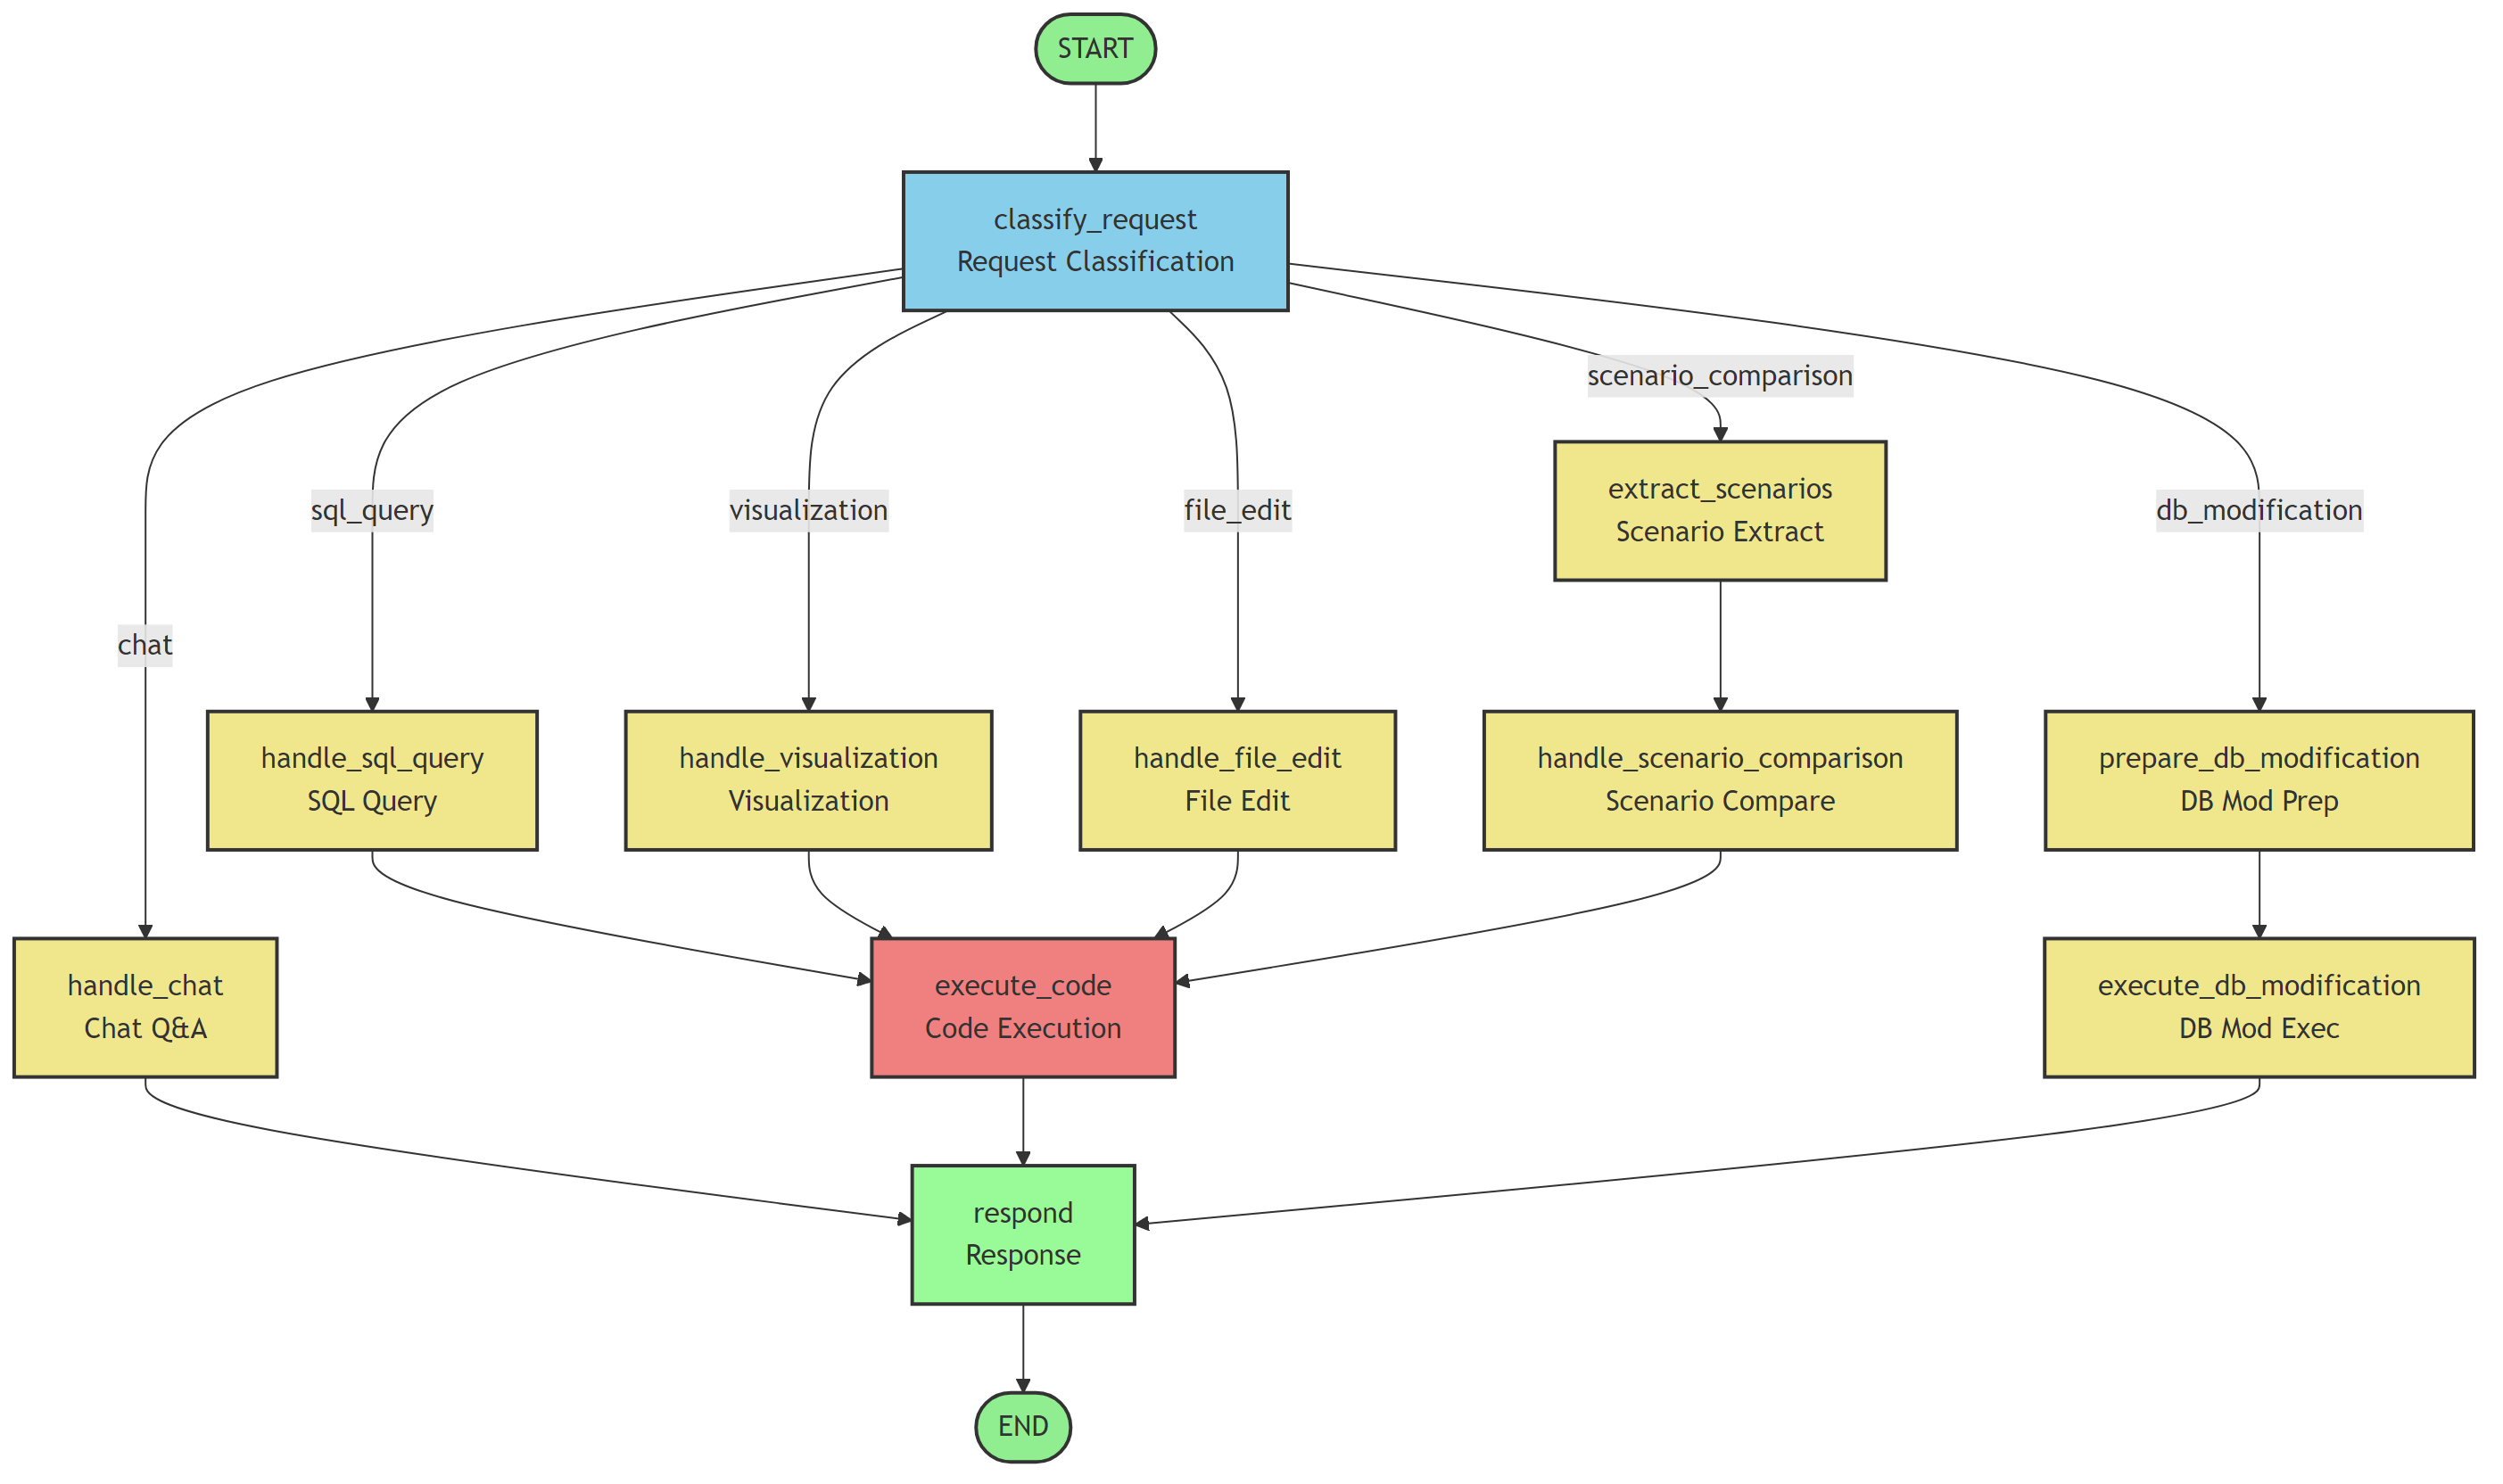 START
classify_request
Request Classification
scenario_comparison
sql_query
visualization
file_edit
extract_scenarios
Scenario Extract
db_modification
chat
handle_sql_query
SQL Query
handle_visualization
Visualization
handle_file_edit
File Edit
handle_scenario_comparison
Scenario Compare
prepare_db_modification
DB Mod Prep
handle_chat
Chat Q&A
execute_code
Code Execution
execute_db_modification
DB Mod Exec
respond
Response
END